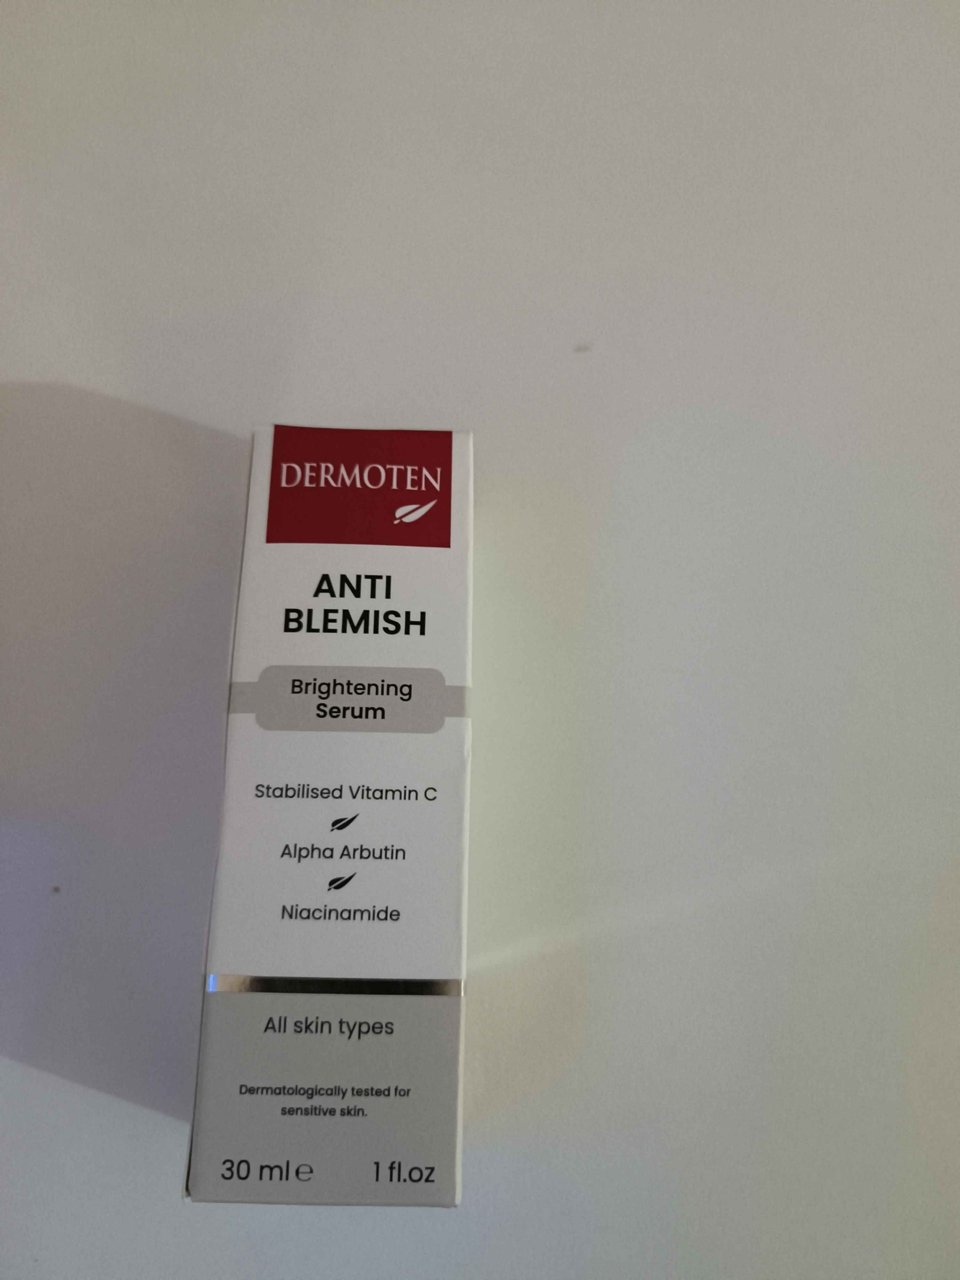 DERMOTEN
ANTI
BLEMISH
Brightening
Serum
Stabilised Vitamin C
Alpha Arbutin
Niacinamide
All skin types
Dermatologically tested for
sensitive skin.
30 ml ℮ 1 fl.oz